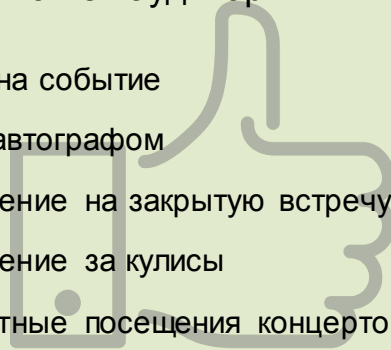 на событие
автографом
ение на закрытую встречу
ение за кулисы
тные посещения концерто